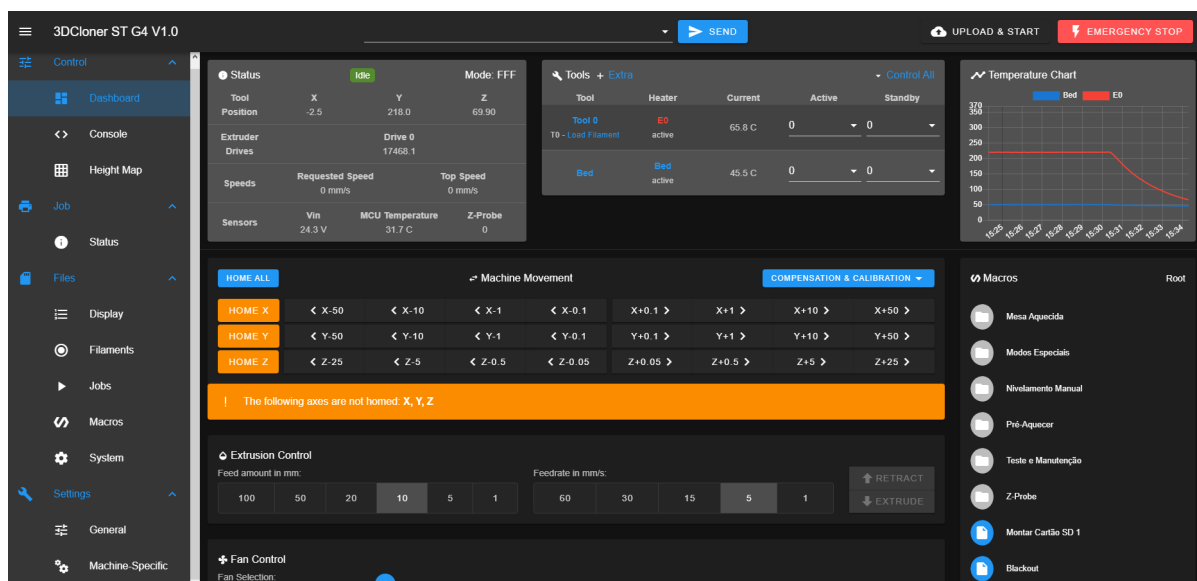 3DCloner ST G4 V1.0
SEND
UPLOAD & START
EMERGENCY STOP
Control
Dashboard
Console
Height Map
Job
Status
Files
Display
Filaments
Jobs
Macros
System
Settings
General
Machine-Specific
Status Idle Mode: FFF
Tool Position X Y Z
-2.5 218.0 69.90
Extruder Drives Drive 0
17468.1
Speeds Requested Speed Top Speed
0 mm/s 0 mm/s
Sensors Vin MCU Temperature Z-Probe
24.3 V 31.7 C 0
Tools + Extra Control All
Tool Heater Current Active Standby
Tool 0 E0 65.8 C 0 0
T0 - Load Filament active
Bed Bed 45.5 C 0 0
active
Temperature Chart
Bed E0
370
350
300
250
200
150
100
50
0
15:25 15:26 15:27 15:28 15:29 15:30 15:31 15:32 15:33 15:34
HOME ALL Machine Movement COMPENSATION & CALIBRATION
HOME X X-50 X-10 X-1 X-0.1 X+0.1 X+1 X+10 X+50
HOME Y Y-50 Y-10 Y-1 Y-0.1 Y+0.1 Y+1 Y+10 Y+50
HOME Z Z-25 Z-5 Z-0.5 Z-0.05 Z+0.05 Z+0.5 Z+5 Z+25
! The following axes are not homed: X, Y, Z
Extrusion Control
Feed amount in mm: Feedrate in mm/s:
100 50 20 10 5 1 60 30 15 5 1
RETRACT
EXTRUDE
Fan Control
Fan Selection:
Macros Root
Mesa Aquecida
Modos Especiais
Nivelamento Manual
Pré-Aquecer
Teste e Manutenção
Z-Probe
Montar Cartão SD 1
Blackout